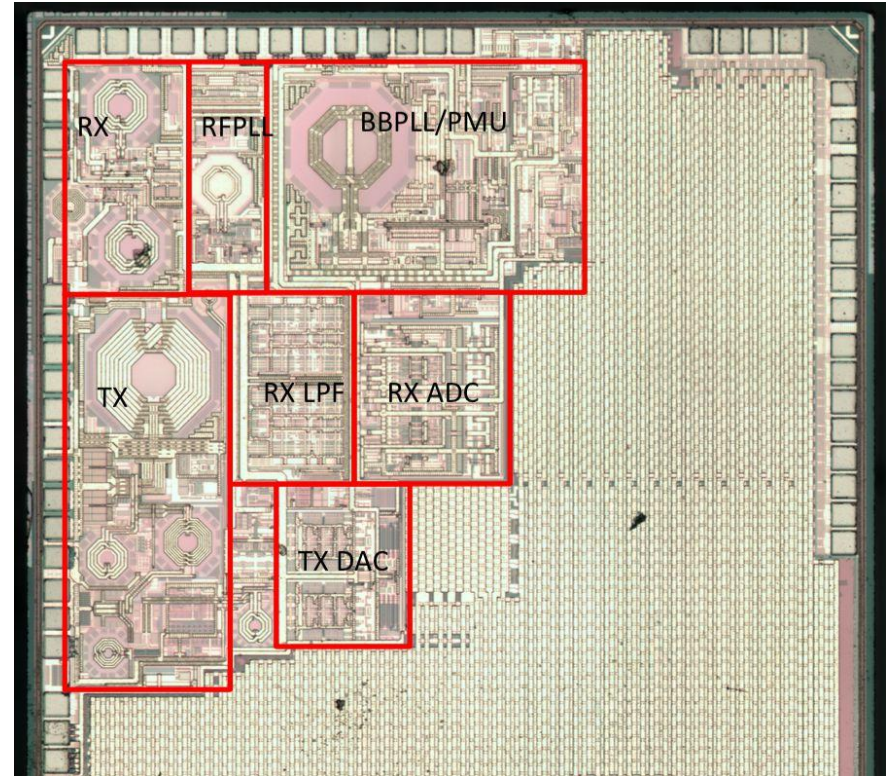 RX
RFPLL
BBPLL/PMU
TX
RX LPF
RX ADC
TX DAC